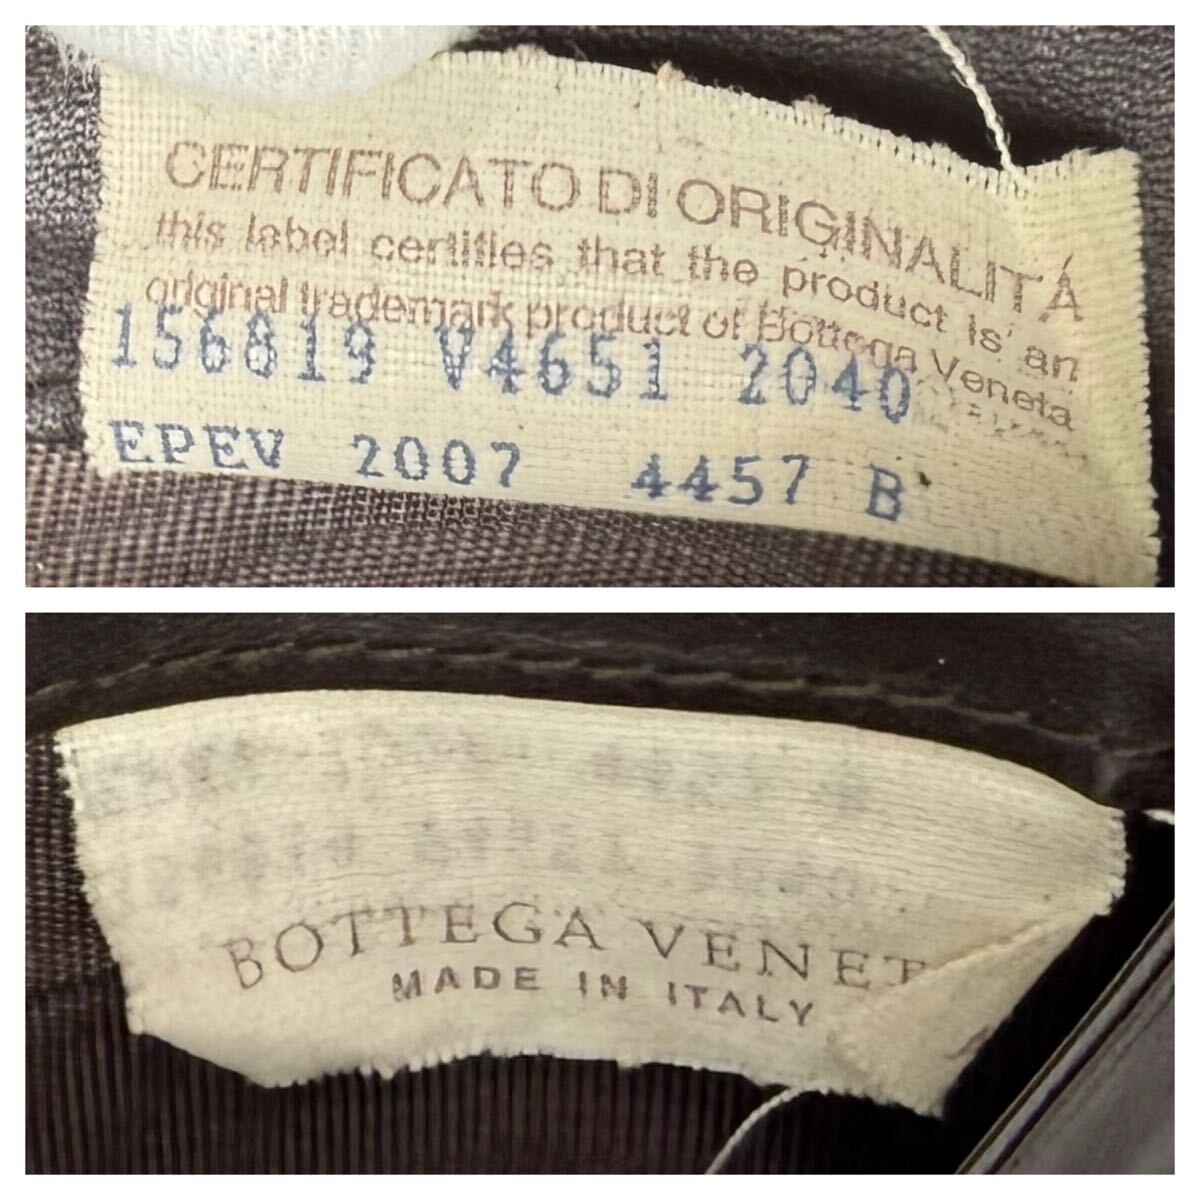 CERTIFICATO DI ORIGINALITÁ
this label certifies that the product is an
original trademark product of Bottega Veneta
156819 V4651 2040
EPEV 2007 4457 B
BOTTEGA VENET
MADE IN ITALY